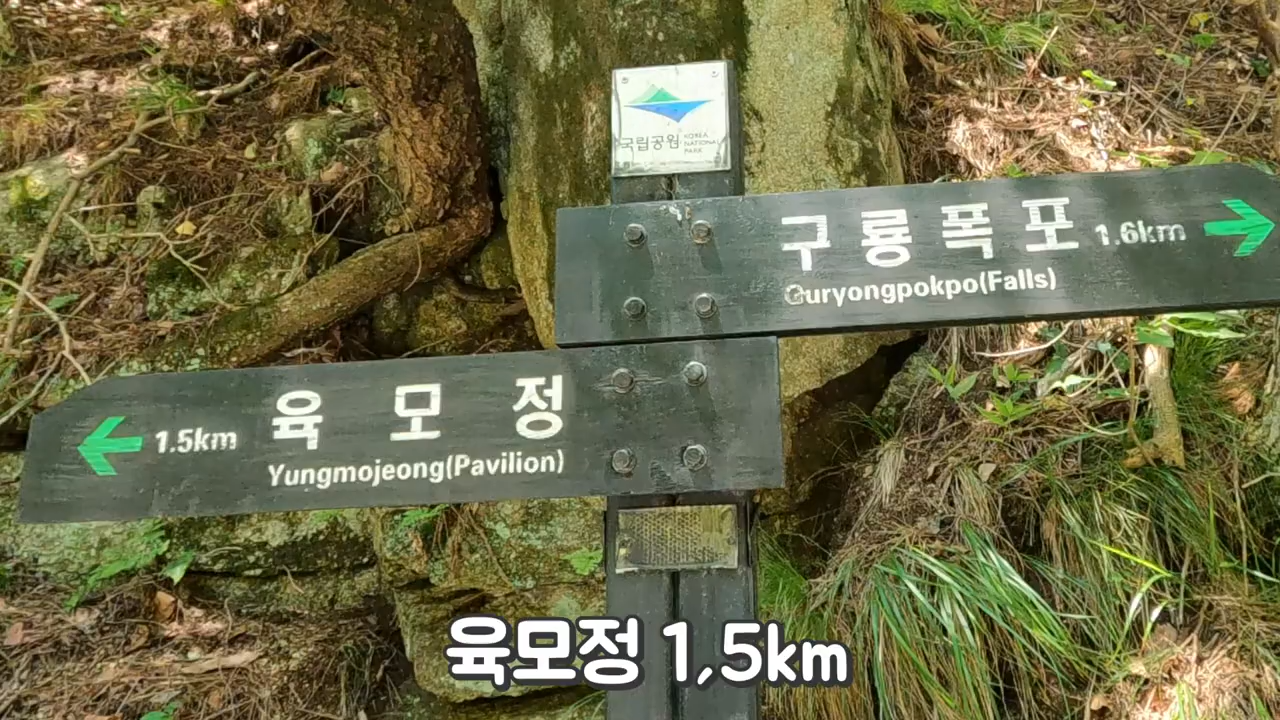 국립공원
KOREA
NATIONAL
PARK
구룡폭포 1.6km
Guryongpokpo(Falls)
1.5km 육모정
Yungmojeong(Pavilion)
육모정 1,5km